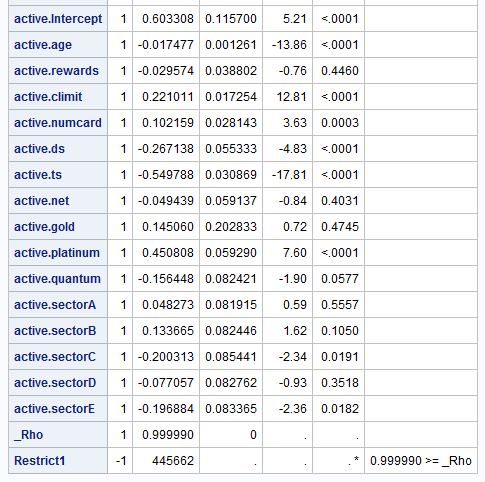 active.Intercept 1 0.603308 0.115700 5.21 <.0001
active.age 1 -0.017477 0.001261 -13.86 <.0001
active.rewards 1 -0.029574 0.038802 -0.76 0.4460
active.climit 1 0.221011 0.017254 12.81 <.0001
active.numcard 1 0.102159 0.028143 3.63 0.0003
active.ds 1 -0.267138 0.055333 -4.83 <.0001
active.ts 1 -0.549788 0.030869 -17.81 <.0001
active.net 1 -0.049439 0.059137 -0.84 0.4031
active.gold 1 0.145060 0.202833 0.72 0.4745
active.platinum 1 0.450808 0.059290 7.60 <.0001
active.quantum 1 -0.156448 0.082421 -1.90 0.0577
active.sectorA 1 0.048273 0.081915 0.59 0.5557
active.sectorB 1 0.133665 0.082446 1.62 0.1050
active.sectorC 1 -0.200313 0.085441 -2.34 0.0191
active.sectorD 1 -0.077057 0.082762 -0.93 0.3518
active.sectorE 1 -0.196884 0.083365 -2.36 0.0182
_Rho 1 0.999990 0 . .
Restrict1 -1 445662 . . . * 0.999990 >= _Rho